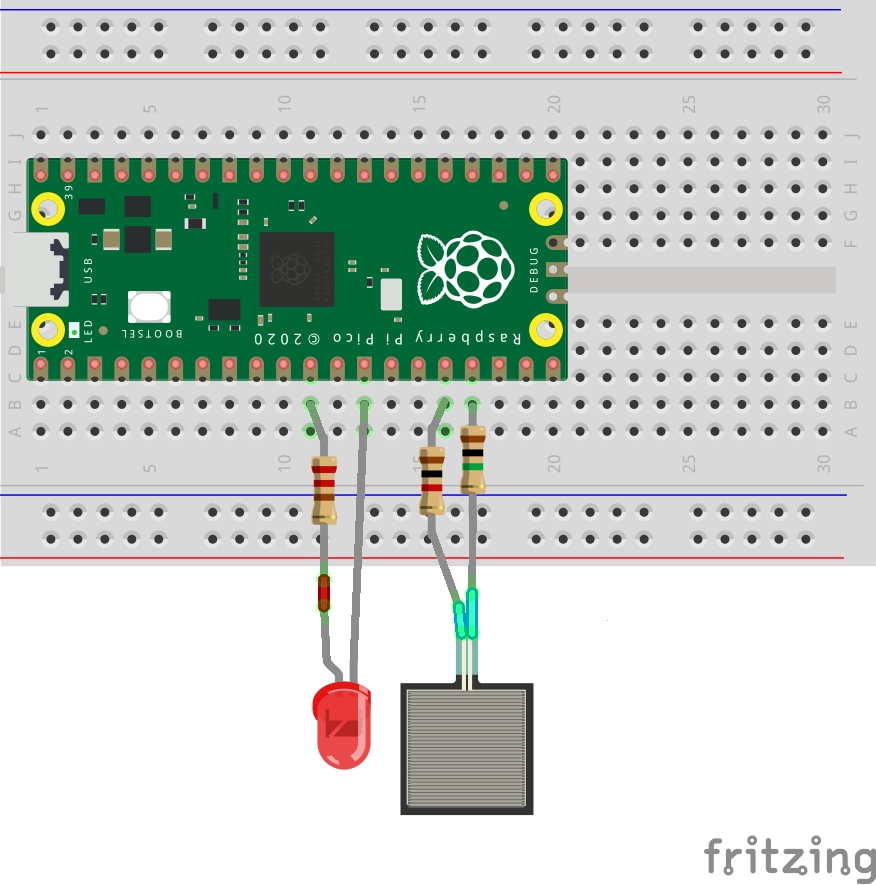 1 5 10 15 20 25 30
J J
I I
H H
G G
F F
39
USB
DEBUG
BOOTSEL
LED
Raspberry Pi Pico © 2020
1
2
E E
D D
C C
B B
A A
1 5 10 15 20 25 30
fritzing